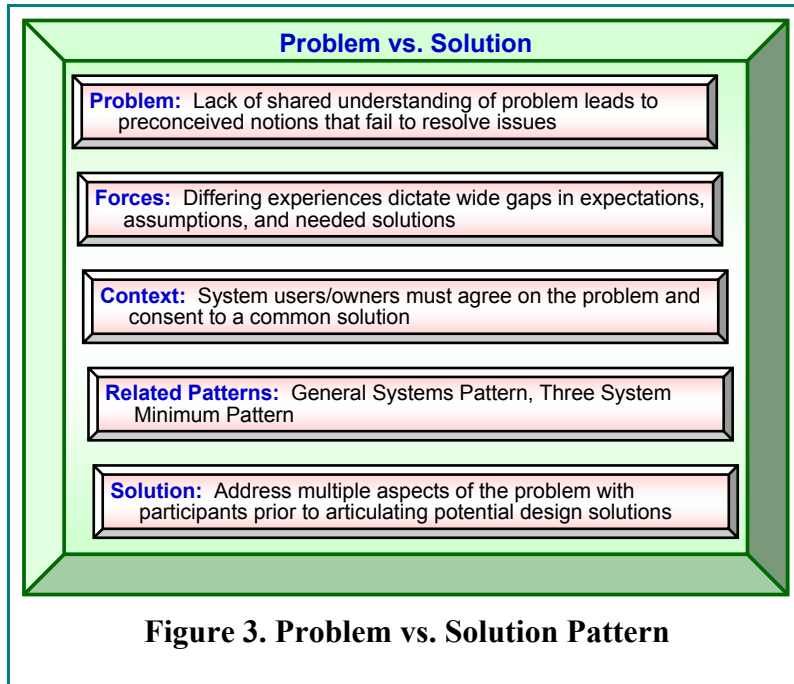 Problem vs. Solution
Problem: Lack of shared understanding of problem leads to
preconceived notions that fail to resolve issues
Forces: Differing experiences dictate wide gaps in expectations,
assumptions, and needed solutions
Context: System users/owners must agree on the problem and
consent to a common solution
Related Patterns: General Systems Pattern, Three System
Minimum Pattern
Solution: Address multiple aspects of the problem with
participants prior to articulating potential design solutions
Figure 3. Problem vs. Solution Pattern